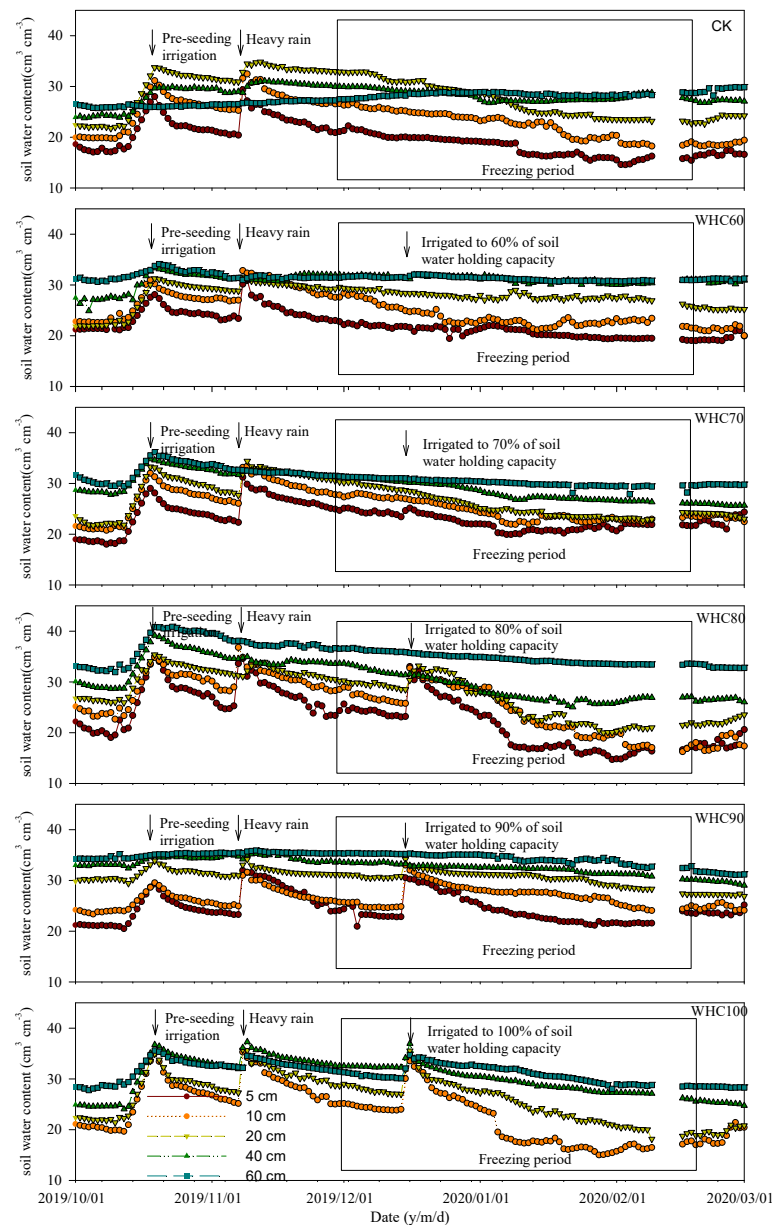 CK
Pre-seeding
irrigation
Heavy rain
Freezing period
soil water content(cm³ cm⁻³)
40
30
20
10
WHC60
Pre-seeding
irrigation
Heavy rain
Irrigated to 60% of soil
water holding capacity
Freezing period
soil water content(cm³ cm⁻³)
40
30
20
10
WHC70
Pre-seeding
irrigation
Heavy rain
Irrigated to 70% of soil
water holding capacity
Freezing period
soil water content(cm³ cm⁻³)
40
30
20
10
WHC80
Pre-seeding
irrigation
Heavy rain
Irrigated to 80% of soil
water holding capacity
Freezing period
soil water content(cm³ cm⁻³)
40
30
20
10
WHC90
Pre-seeding
irrigation
Heavy rain
Irrigated to 90% of soil
water holding capacity
Freezing period
soil water content(cm³ cm⁻³)
40
30
20
10
WHC100
Pre-seeding
irrigation
Heavy rain
Irrigated to 100% of soil
water holding capacity
Freezing period
soil water content (cm³ cm⁻³)
40
30
20
10
5 cm
10 cm
20 cm
40 cm
60 cm
2019/10/01 2019/11/01 2019/12/01 2020/01/01 2020/02/01 2020/03/01
Date (y/m/d)